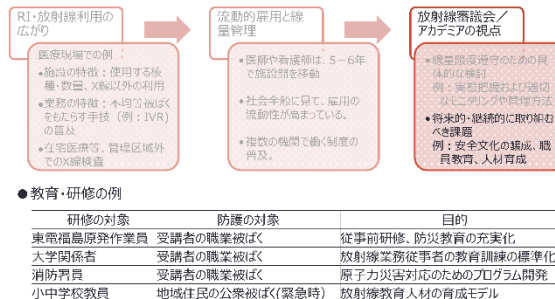 RI・放射線利用の
広がり
医療現場での例
●施設の特徴：使用する核
種・数量、X線以外の利用
●業務の特徴：不均等被ばく
をもたらす手技（例：IVR）
の普及
●在宅医療等、管理区域外
でのX線検査
流動的雇用と線
量管理
●医師や看護師は、5－6年
で施設間を移動
●社会全般に見て、雇用の
流動性が高まっている。
●複数の機関で働く制度の
普及。
放射線審議会／
アカデミアの視点
●線量限度遵守のための具
体的な検討
例：実態把握および適切
なモニタリングや管理方法
●将来的・継続的に取り組む
べき課題
例：安全文化の醸成、職
員教育、人材育成
●教育・研修の例
研修の対象 防護の対象 目的
東電福島原発作業員 受講者の職業被ばく 従事前研修、防災教育の充実化
大学関係者 受講者の職業被ばく 放射線業務従事者の教育訓練の標準化
消防署員 受講者の職業被ばく 原子力災害対応のためのプログラム開発
小中学校教員 地域住民の公衆被ばく(緊急時) 放射線教育人材の育成モデル